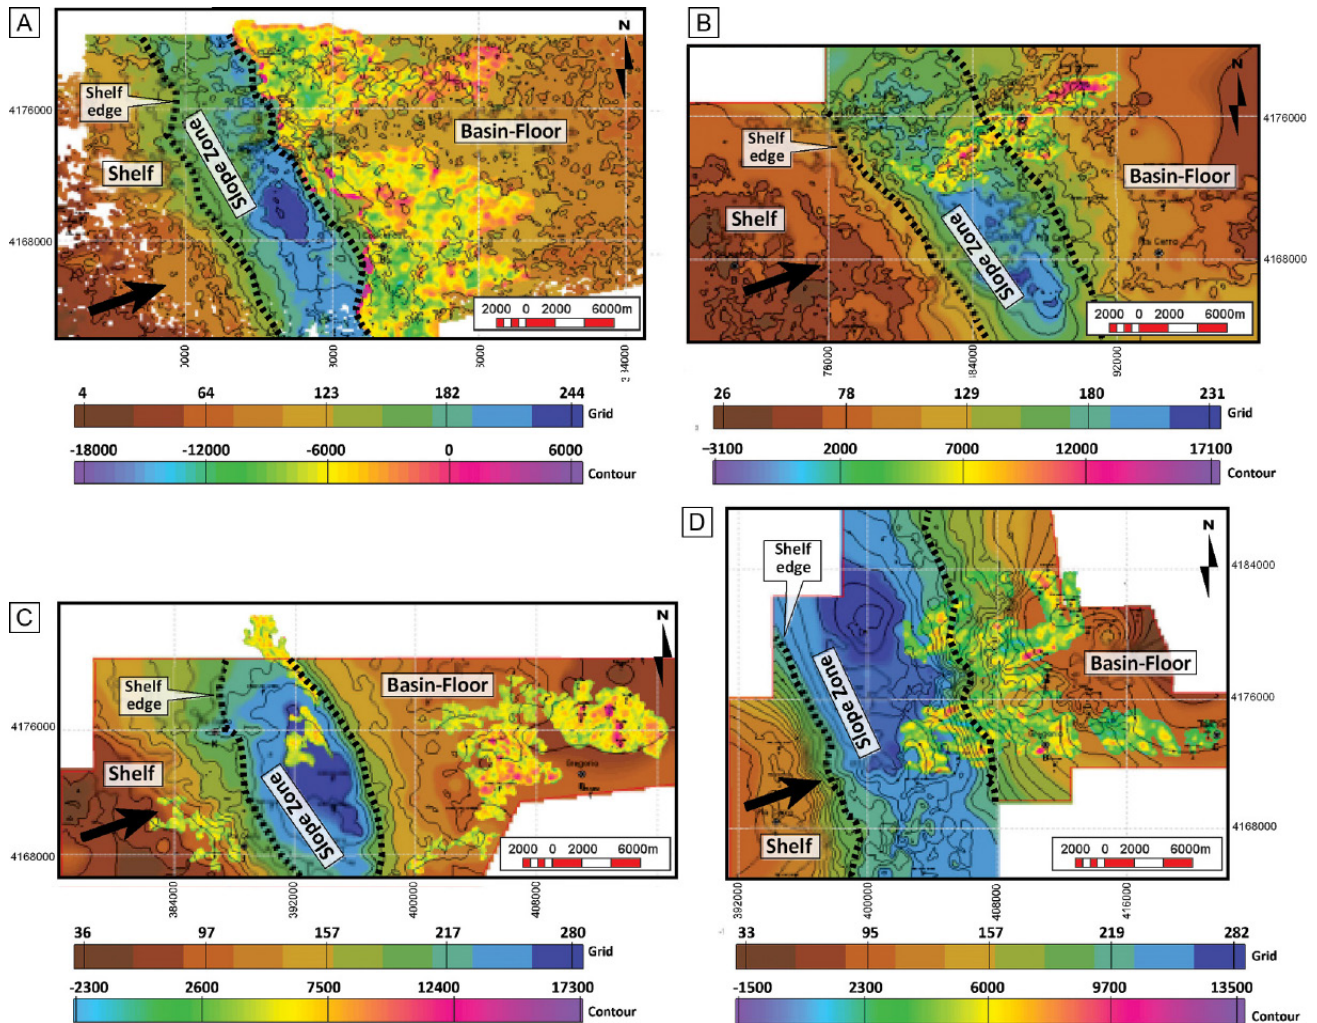 A
N
Shelf
edge
4176000
Basin-Floor
Shelf
Slope Zone
4168000
2000 0 2000 6000m
4 64 123 182 244
Grid
-18000 -12000 -6000 0 6000
Contour
B
N
4176000
Shelf
edge
Basin-Floor
Shelf
Slope Zone
4168000
2000 0 2000 6000m
76000 484000 92000
26 78 129 180 231
Grid
-3100 2000 7000 12000 17100
Contour
C
N
Shelf
edge
Basin-Floor
4176000
Shelf
Gregorio
Slope Zone
4168000
2000 0 2000 6000m
384000 392000 400000 408000
36 97 157 217 280
Grid
-2300 2600 7500 12400 17300
Contour
D
N
Shelf
edge
4184000
Basin-Floor
Slope Zone
4176000
Shelf
4168000
2000 0 2000 6000m
392000 400000 408000 416000
33 95 157 219 282
Grid
-1500 2300 6000 9700 13500
Contour